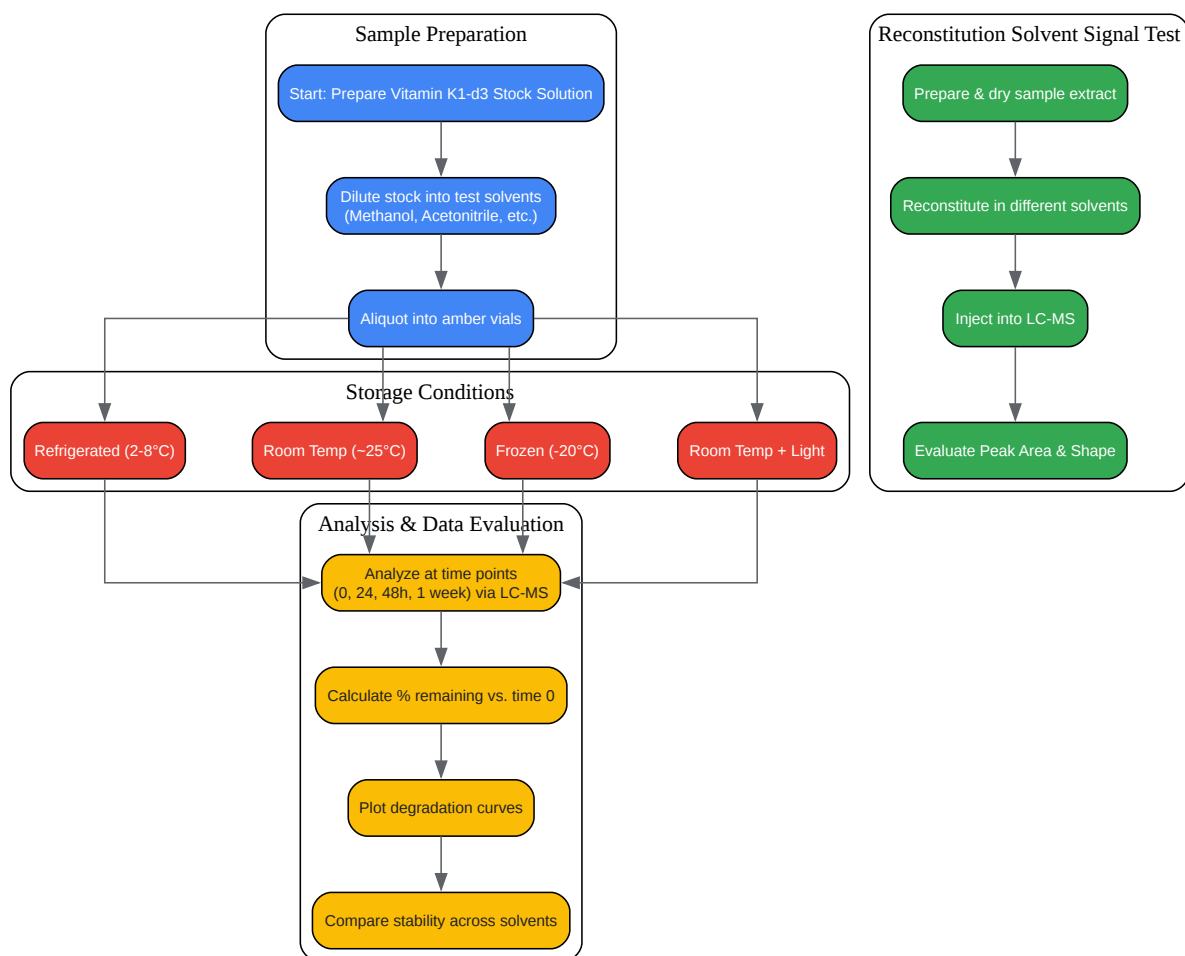 Sample Preparation
Start: Prepare Vitamin K1-d3 Stock Solution
Dilute stock into test solvents
(Methanol, Acetonitrile, etc.)
Aliquot into amber vials
Storage Conditions
Refrigerated (2-8°C)
Room Temp (~25°C)
Frozen (-20°C)
Room Temp + Light
Analysis & Data Evaluation
Analyze at time points
(0, 24, 48h, 1 week) via LC-MS
Calculate % remaining vs. time 0
Plot degradation curves
Compare stability across solvents
Reconstitution Solvent Signal Test
Prepare & dry sample extract
Reconstitute in different solvents
Inject into LC-MS
Evaluate Peak Area & Shape